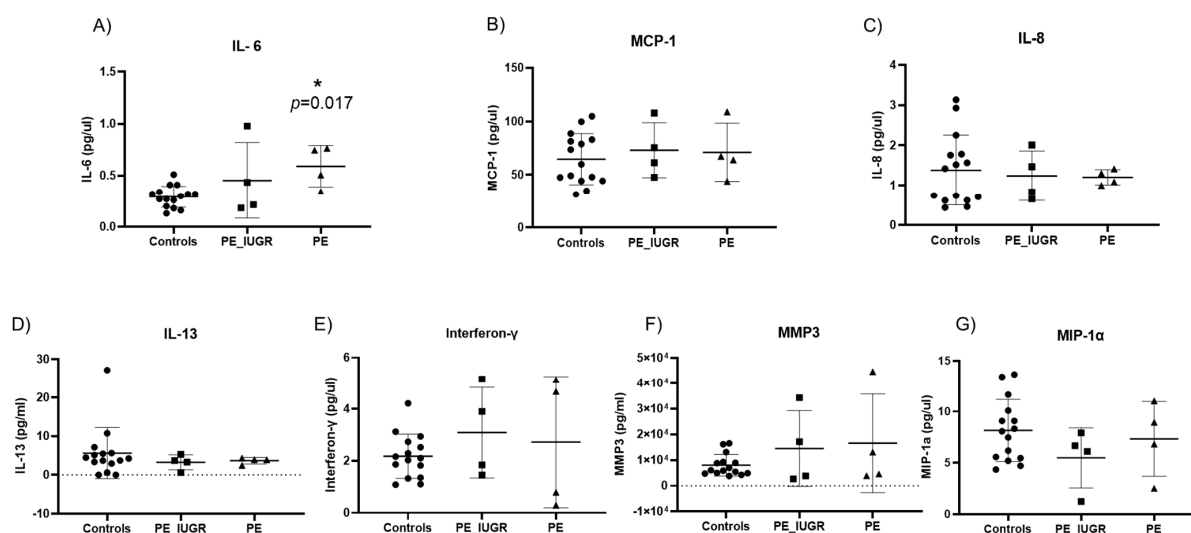 A)
IL- 6
IL-6 (pg/ul)
1.5
1.0
0.5
0.0
*
p=0.017
Controls PE_IUGR PE
B)
MCP-1
MCP-1 (pg/ul)
150
100
50
0
Controls PE_IUGR PE
C)
IL-8
IL-8 (pg/ul)
4
3
2
1
0
Controls PE_IUGR PE
D)
IL-13
IL-13 (pg/ml)
30
20
10
0
-10
Controls PE_IUGR PE
E)
Interferon-γ
Interferon-γ (pg/ul)
6
4
2
0
Controls PE_IUGR PE
F)
MMP3
MMP3 (pg/ml)
5×10⁴
4×10⁴
3×10⁴
2×10⁴
1×10⁴
0
-1×10⁴
Controls PE_IUGR PE
G)
MIP-1α
MIP-1a (pg/ul)
15
10
5
0
Controls PE_IUGR PE